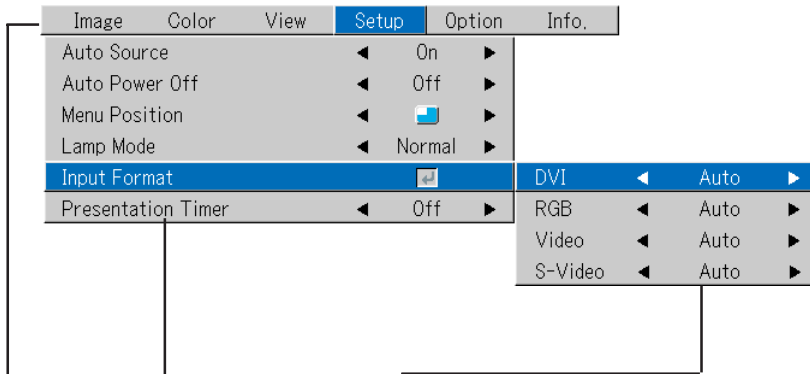 Image Color View Setup Option Info.
Auto Source On
Auto Power Off Off
Menu Position
Lamp Mode Normal
Input Format DVI Auto
Presentation Timer Off RGB Auto
Video Auto
S-Video Auto